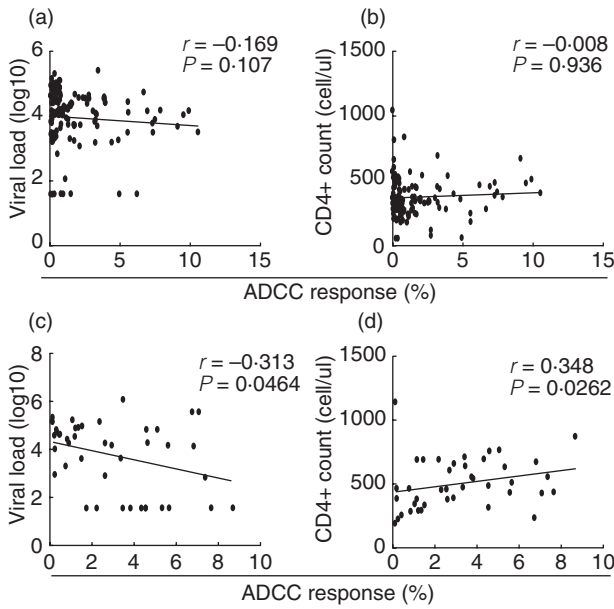 (a)
r = –0·169
P = 0·107
Viral load (log10)
6
4
2
0
0
5
10
15
(b)
r = –0·008
P = 0·936
CD4+ count (cell/ul)
1500
1000
500
0
0
5
10
15
ADCC response (%)
(c)
r = –0·313
P = 0·0464
Viral load (log10)
8
6
4
2
0
0
2
4
6
8
10
(d)
r = 0·348
P = 0·0262
CD4+ count (cell/ul)
1500
1000
500
0
0
2
4
6
8
10
ADCC response (%)